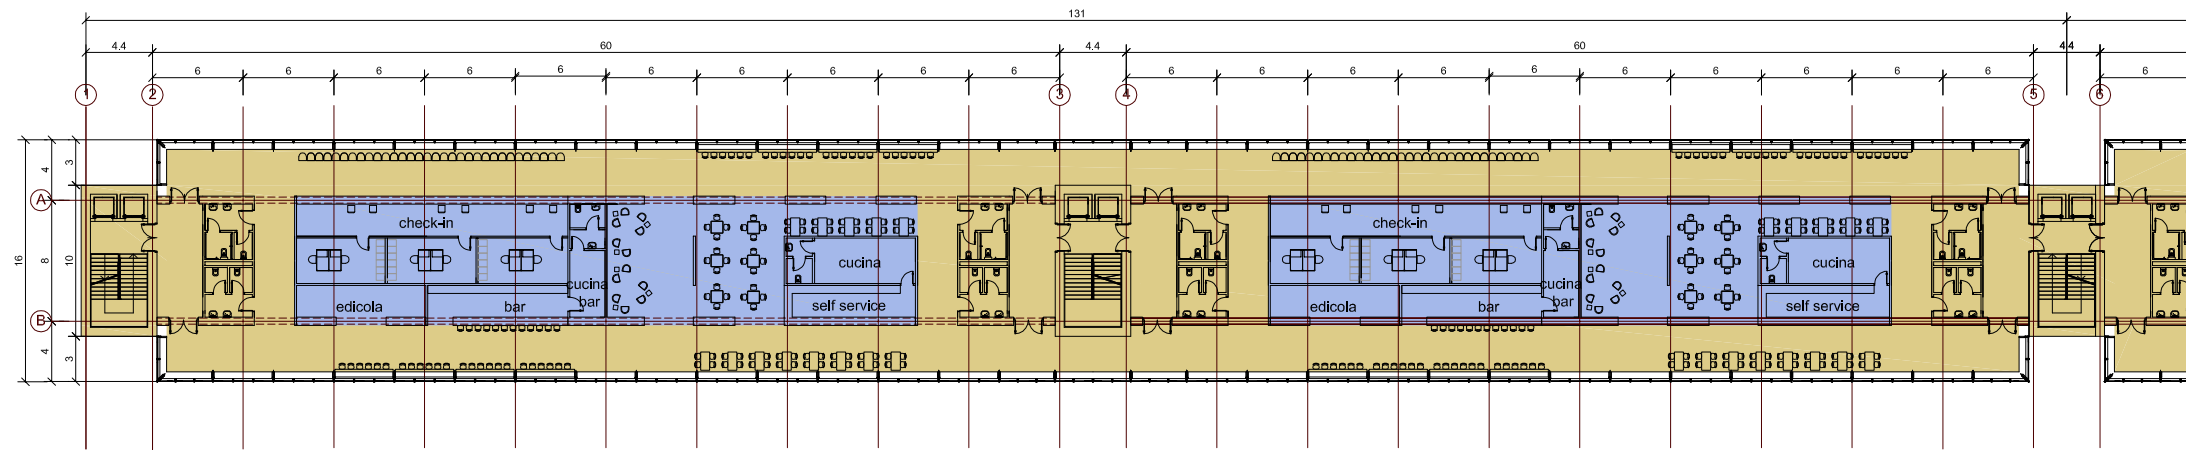 131
4.4 60 4.4 60 4.4
6 6 6 6 6 6 6 6 6 6 6 6 6 6 6 6 6 6 6 6 6
1 2 3 4 5 6
3
4
A
check-in check-in
16 8 10
cucina cucina
cucina bar cucina bar
edicola bar self service edicola bar self service
B
4 3